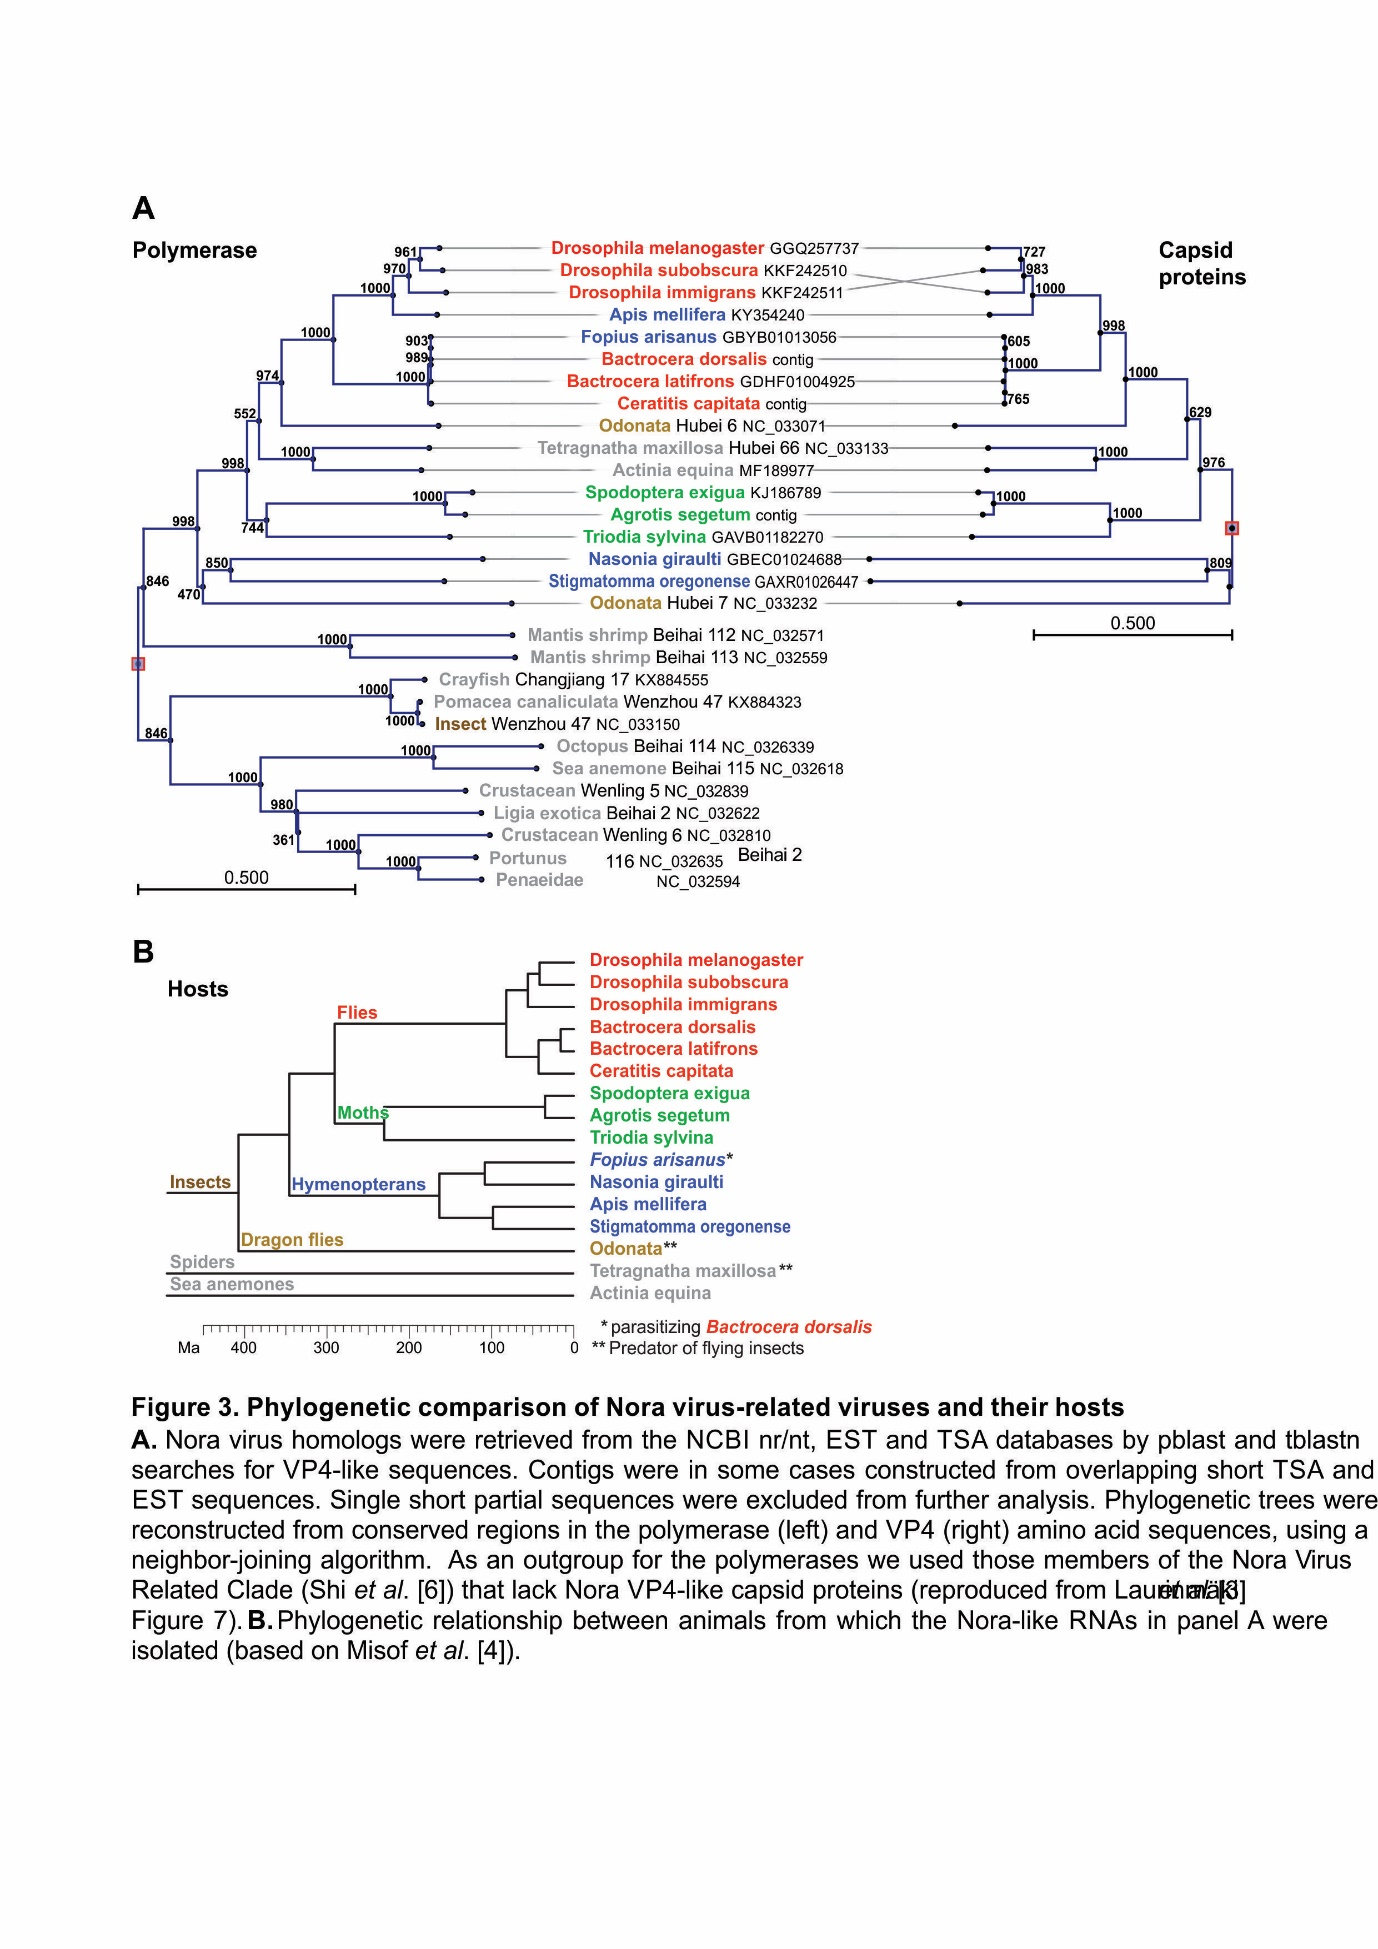 A
Polymerase
Capsid
proteins
961
970
1000
1000
903
989
1000
974
552
1000
998
1000
744
998
850
470
846
1000
1000
1000
846
1000
1000
980
361
1000
1000
0.500
Drosophila melanogaster GGQ257737
Drosophila subobscura KKF242510
Drosophila immigrans KKF242511
Apis mellifera KY354240
Fopius arisanus GBYB01013056
Bactrocera dorsalis contig
Bactrocera latifrons GDHF01004925
Ceratitis capitata contig
Odonata Hubei 6 NC_033071
Tetragnatha maxillosa Hubei 66 NC_033133
Actinia equina MF189977
Spodoptera exigua KJ186789
Agrotis segetum contig
Triodia sylvina GAVB01182270
Nasonia giraulti GBEC01024688
Stigmatomma oregonense GAXR01026447
Odonata Hubei 7 NC_033232
Mantis shrimp Beihai 112 NC_032571
Mantis shrimp Beihai 113 NC_032559
Crayfish Changjiang 17 KX884555
Pomacea canaliculata Wenzhou 47 KX884323
Insect Wenzhou 47 NC_033150
Octopus Beihai 114 NC_0326339
Sea anemone Beihai 115 NC_032618
Crustacean Wenling 5 NC_032839
Ligia exotica Beihai 2 NC_032622
Crustacean Wenling 6 NC_032810
Portunus 116 NC_032635 Beihai 2
Penaeidae NC_032594
727
983
1000
998
605
1000
765
1000
629
1000
976
1000
1000
809
0.500
B
Hosts
Flies
Moths
Insects
Hymenopterans
Dragon flies
Spiders
Sea anemones
Drosophila melanogaster
Drosophila subobscura
Drosophila immigrans
Bactrocera dorsalis
Bactrocera latifrons
Ceratitis capitata
Spodoptera exigua
Agrotis segetum
Triodia sylvina
Fopius arisanus*
Nasonia giraulti
Apis mellifera
Stigmatomma oregonense
Odonata**
Tetragnatha maxillosa**
Actinia equina
Ma 400 300 200 100 0
* parasitizing Bactrocera dorsalis
** Predator of flying insects
Figure 3. Phylogenetic comparison of Nora virus-related viruses and their hosts
A. Nora virus homologs were retrieved from the NCBI nr/nt, EST and TSA databases by pblast and tblastn
searches for VP4-like sequences. Contigs were in some cases constructed from overlapping short TSA and
EST sequences. Single short partial sequences were excluded from further analysis. Phylogenetic trees were
reconstructed from conserved regions in the polymerase (left) and VP4 (right) amino acid sequences, using a
neighbor-joining algorithm. As an outgroup for the polymerases we used those members of the Nora Virus
Related Clade (Shi et al. [6]) that lack Nora VP4-like capsid proteins (reproduced from
Figure 7). B. Phylogenetic relationship between animals from which the Nora-like RNAs in panel A were
isolated (based on Misof et al. [4]).